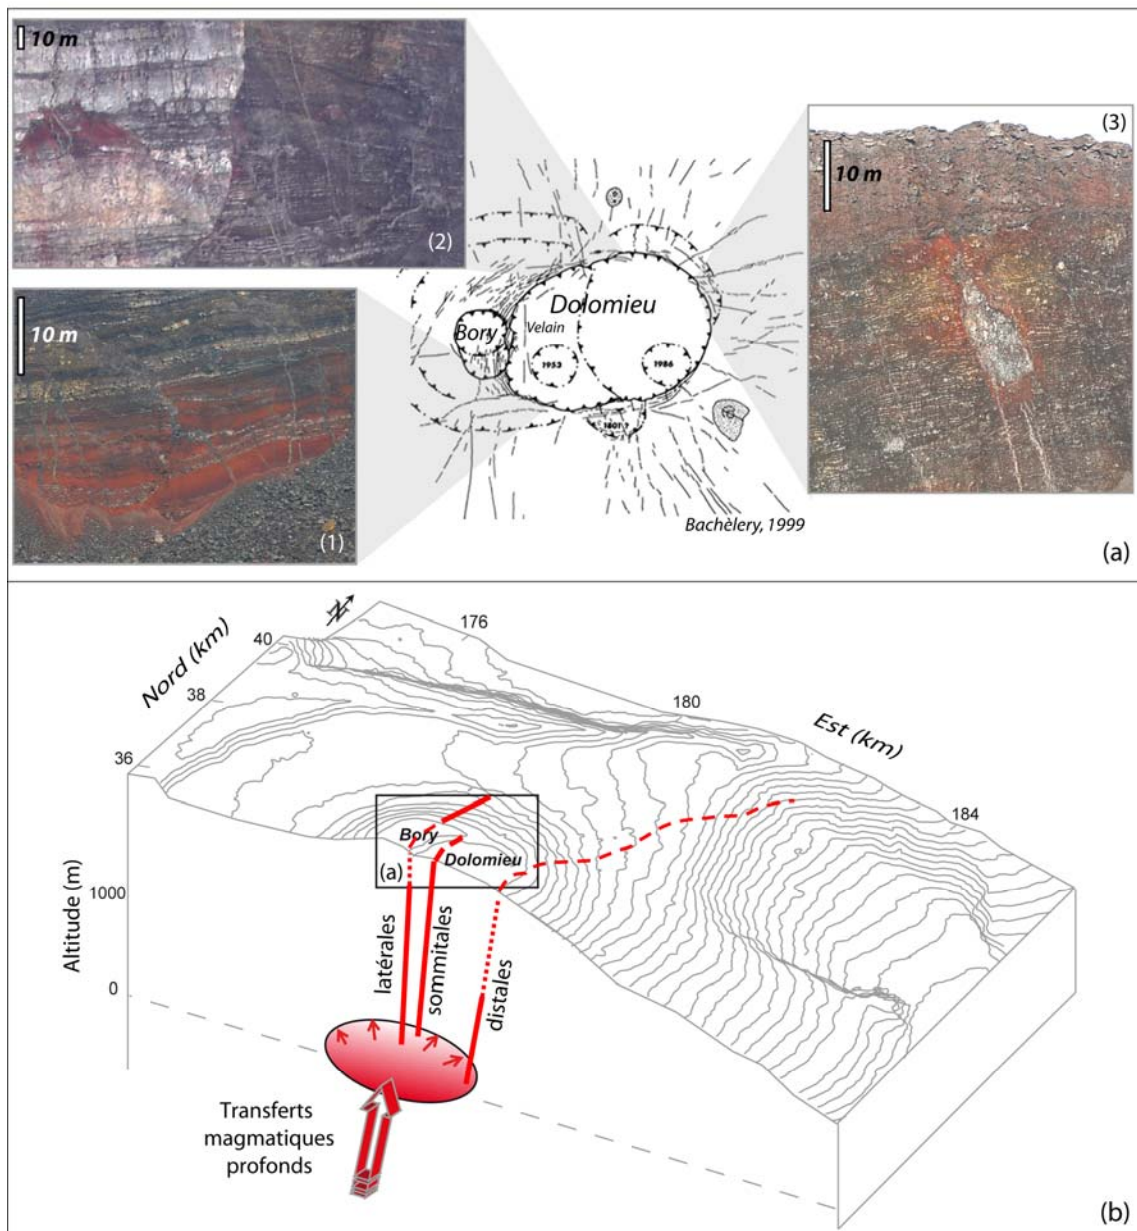 10 m
(2)
10 m
(1)
Dolomieu
Bory
Velain
1953
1986
1801 ?
Bachèlery, 1999
10 m
(3)
(a)
N
Nord (km)
40
38
36
176
180
184
Est (km)
Altitude (m)
1000
0
Bory
Dolomieu
(a)
latérales
sommitales
distales
Transferts
magmatiques
profonds
(b)